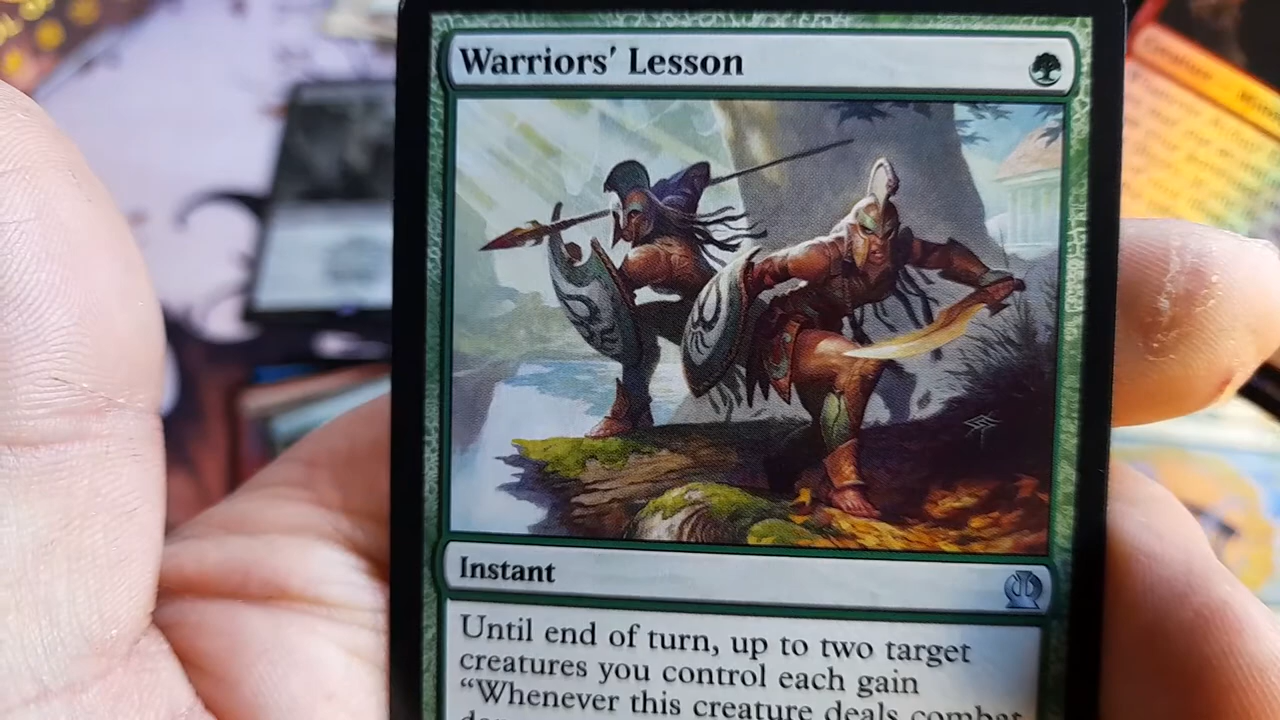 Warriors' Lesson
Instant
Until end of turn, up to two target
creatures you control each gain
“Whenever this creature deals combat